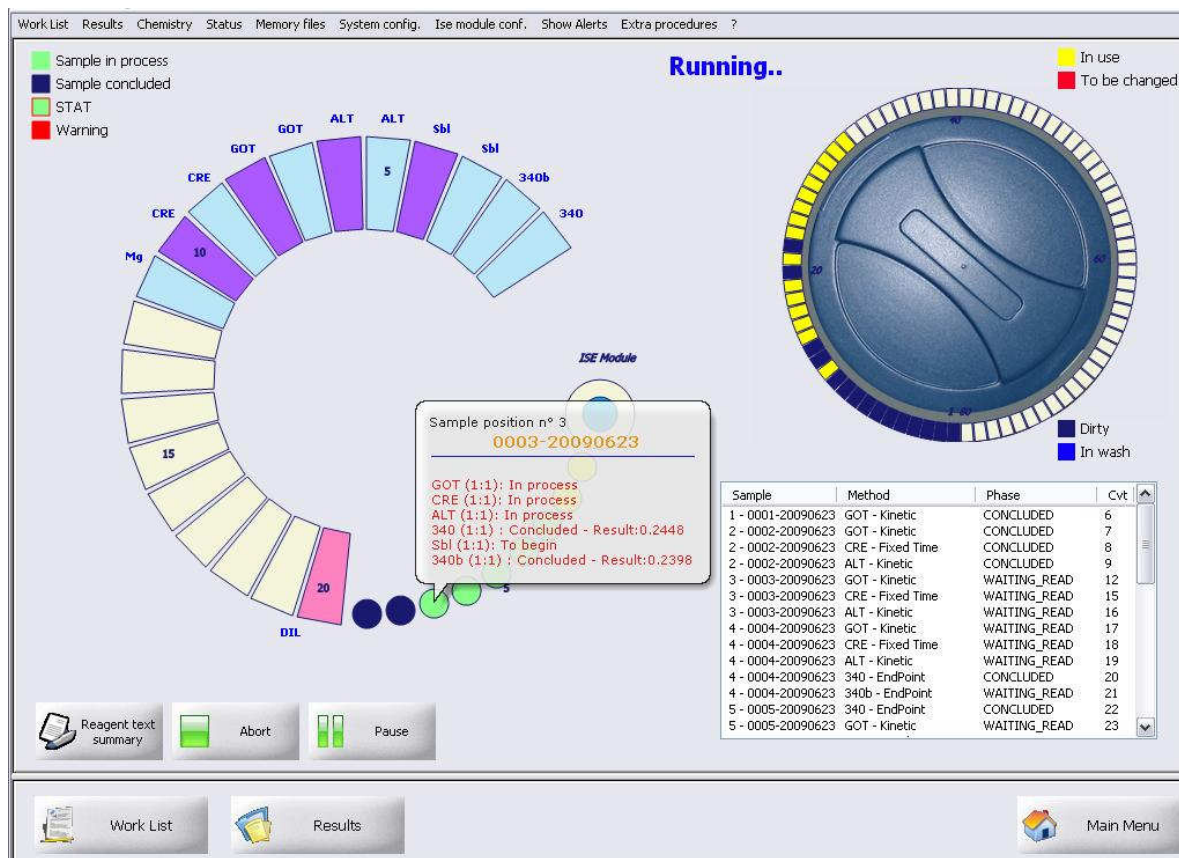 Work List Results Chemistry Status Memory files System config. Ise module conf. Show Alerts Extra procedures ?
Sample in process
Sample concluded
STAT
Warning
Running..
In use
To be changed
ALT
ALT
GOT
Sbl
GOT
Sbl
CRE
5
340b
CRE
340
Mg
10
15
20
DIL
40
20
60
1 80
ISE Module
Sample position n° 3
0003-20090623
GOT (1:1): In process
CRE (1:1): In process
ALT (1:1): In process
340 (1:1) : Concluded - Result:0.2448
Sbl (1:1): To begin
340b (1:1) : Concluded - Result:0.2398
5
Dirty
In wash
Sample Method Phase Cvt
1 - 0001-20090623 GOT - Kinetic CONCLUDED 6
2 - 0002-20090623 GOT - Kinetic CONCLUDED 7
2 - 0002-20090623 CRE - Fixed Time CONCLUDED 8
2 - 0002-20090623 ALT - Kinetic CONCLUDED 9
3 - 0003-20090623 GOT - Kinetic WAITING_READ 12
3 - 0003-20090623 CRE - Fixed Time WAITING_READ 15
3 - 0003-20090623 ALT - Kinetic WAITING_READ 16
4 - 0004-20090623 GOT - Kinetic WAITING_READ 17
4 - 0004-20090623 CRE - Fixed Time WAITING_READ 18
4 - 0004-20090623 ALT - Kinetic WAITING_READ 19
4 - 0004-20090623 340 - EndPoint CONCLUDED 20
4 - 0004-20090623 340b - EndPoint WAITING_READ 21
5 - 0005-20090623 340 - EndPoint CONCLUDED 22
5 - 0005-20090623 GOT - Kinetic WAITING_READ 23
Reagent text
summary
Abort
Pause
Work List
Results
Main Menu